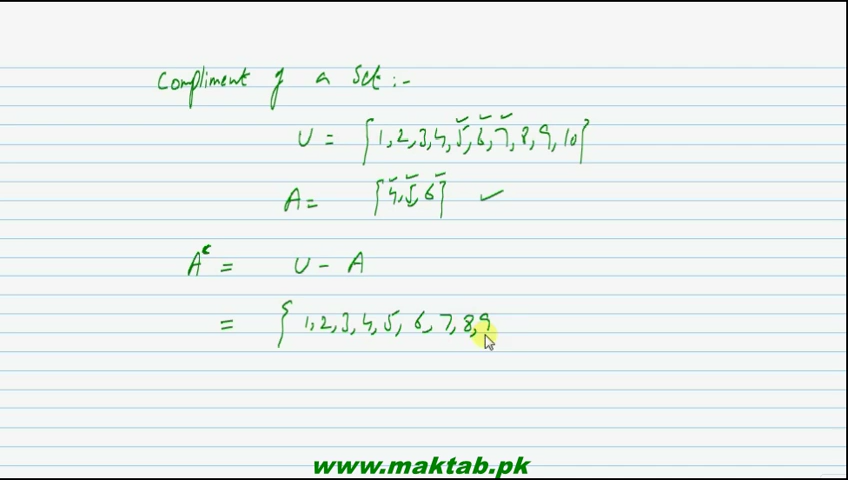 Compliment of a Set:-
U = {1,2,3,4,5,6,7,8,9,10}
A = {4,5,6}
Aᶜ = U - A
= { 1,2,3,4,5,6,7,8,9
www.maktab.pk